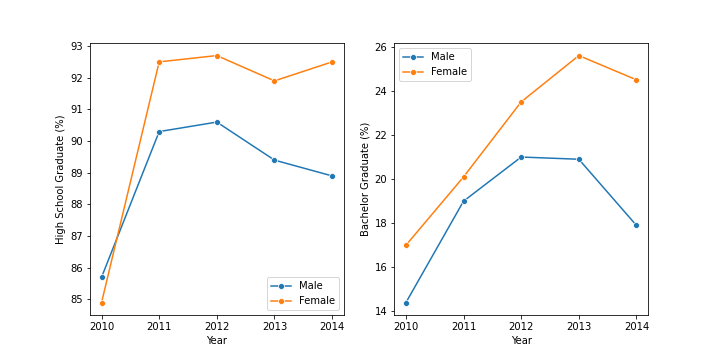 High School Graduate (%)
93
92
91
90
89
88
87
86
85
2010 2011 2012 2013 2014
Year
Male
Female
Bachelor Graduate (%)
26
24
22
20
18
16
14
2010 2011 2012 2013 2014
Year
Male
Female